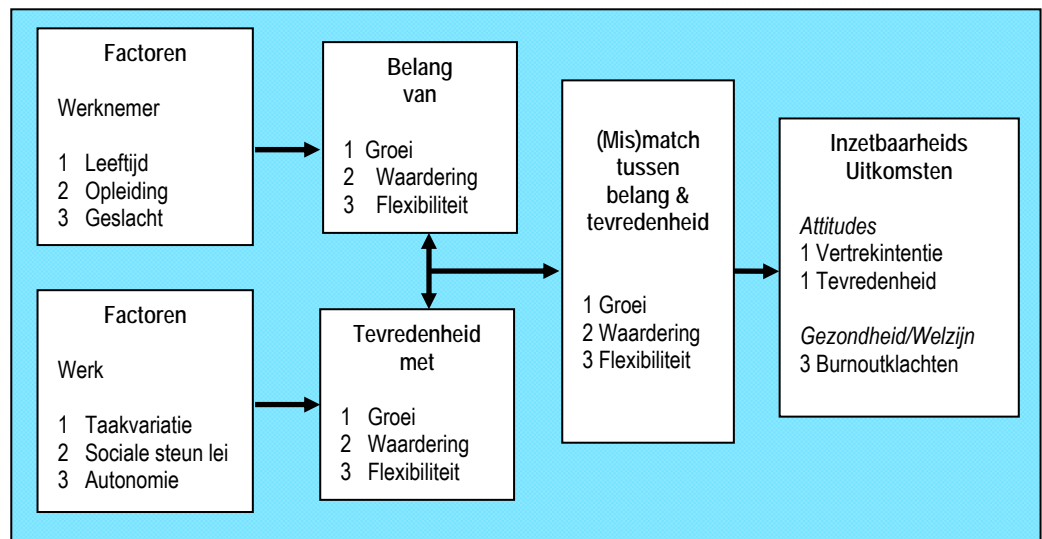 Factoren
Werknemer
1 Leeftijd
2 Opleiding
3 Geslacht
Belang
van
1 Groei
2 Waardering
3 Flexibiliteit
Factoren
Werk
1 Taakvariatie
2 Sociale steun lei
3 Autonomie
Tevredenheid
met
1 Groei
2 Waardering
3 Flexibiliteit
(Mis)match
tussen
belang &
tevredenheid
1 Groei
2 Waardering
3 Flexibiliteit
Inzetbaarheids
Uitkomsten
Attitudes
1 Vertrekintentie
1 Tevredenheid
Gezondheid/Welzijn
3 Burnoutklachten